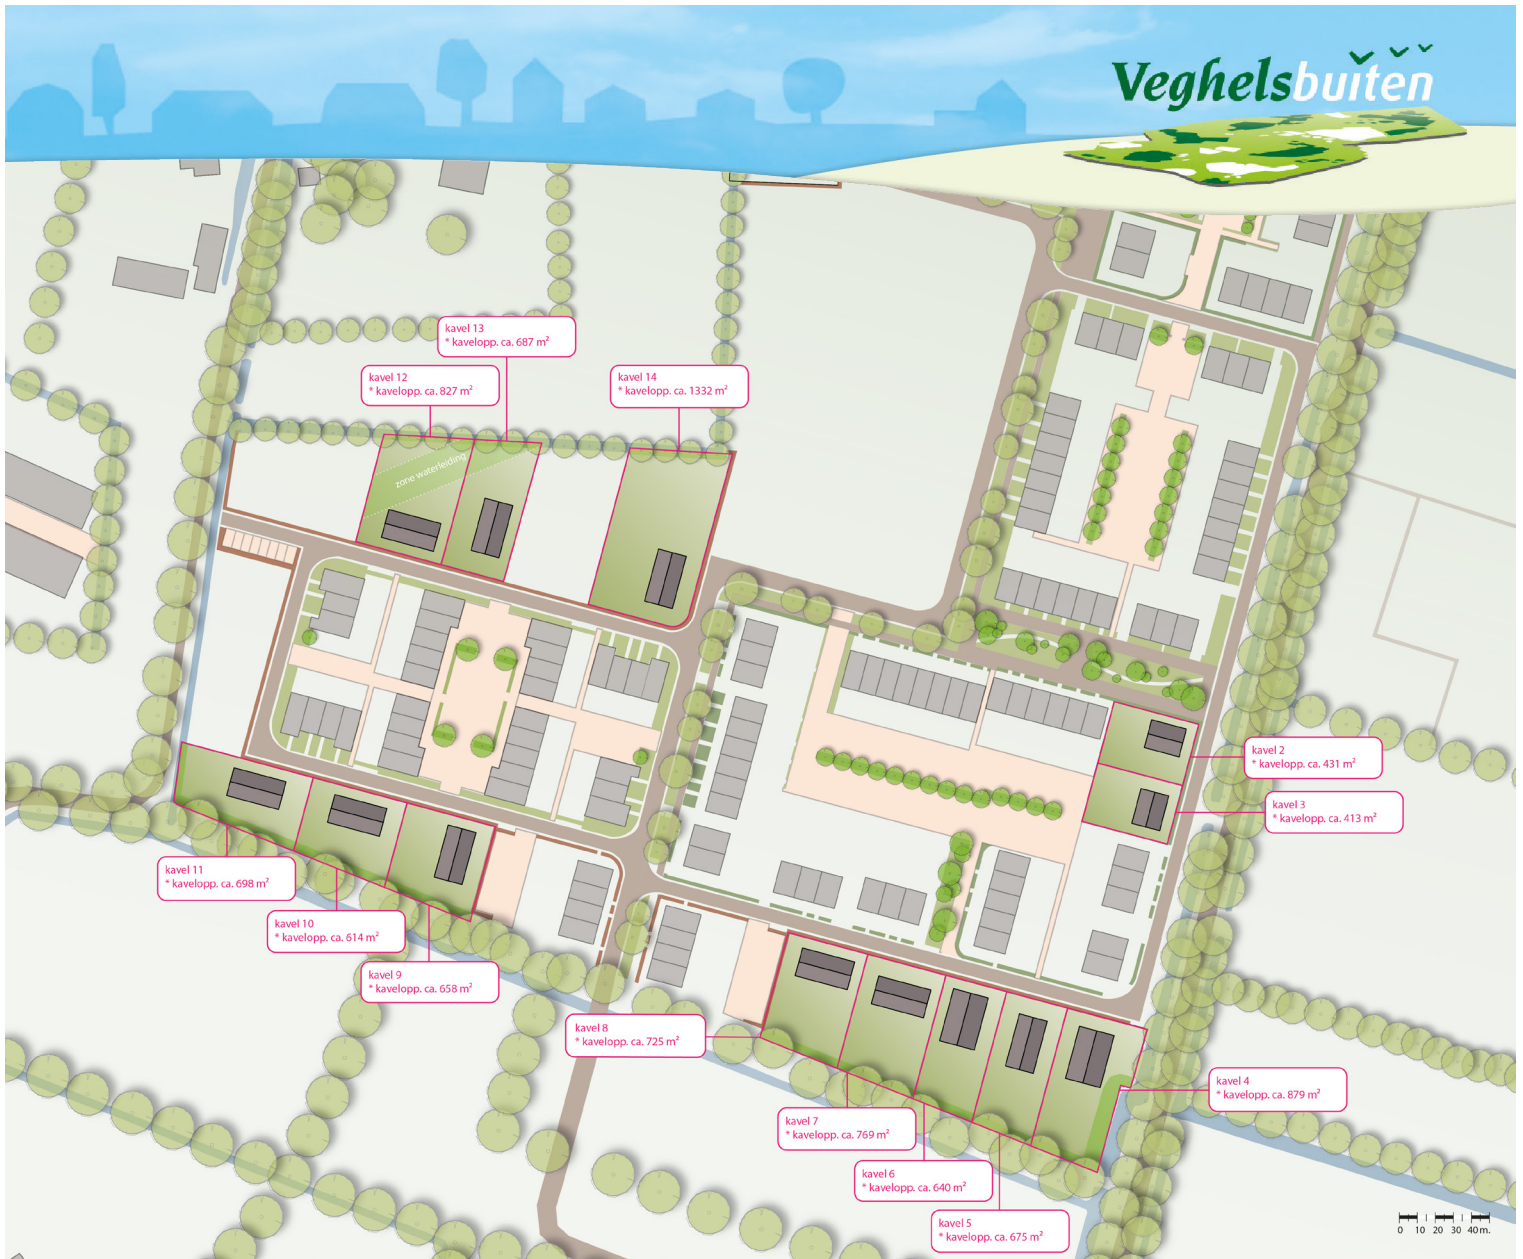 Veghelsbuiten
kavel 13
* kavelopp. ca. 687 m²
kavel 12
* kavelopp. ca. 827 m²
kavel 14
* kavelopp. ca. 1332 m²
zone waterleiding
kavel 2
* kavelopp. ca. 431 m²
kavel 3
* kavelopp. ca. 413 m²
kavel 11
* kavelopp. ca. 698 m²
kavel 10
* kavelopp. ca. 614 m²
kavel 9
* kavelopp. ca. 658 m²
kavel 8
* kavelopp. ca. 725 m²
kavel 4
* kavelopp. ca. 879 m²
kavel 7
* kavelopp. ca. 769 m²
kavel 6
* kavelopp. ca. 640 m²
kavel 5
* kavelopp. ca. 675 m²
0 10 20 30 40m.